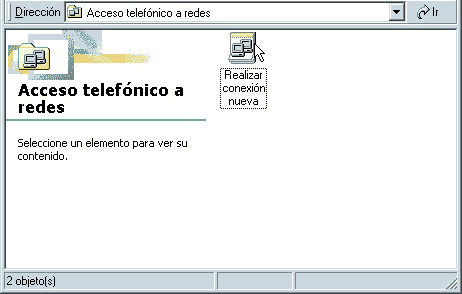 Dirección Acceso telefónico a redes Ir
Acceso telefónico a
redes
Seleccione un elemento para ver su
contenido.
Realizar
conexión
nueva
2 objeto(s)